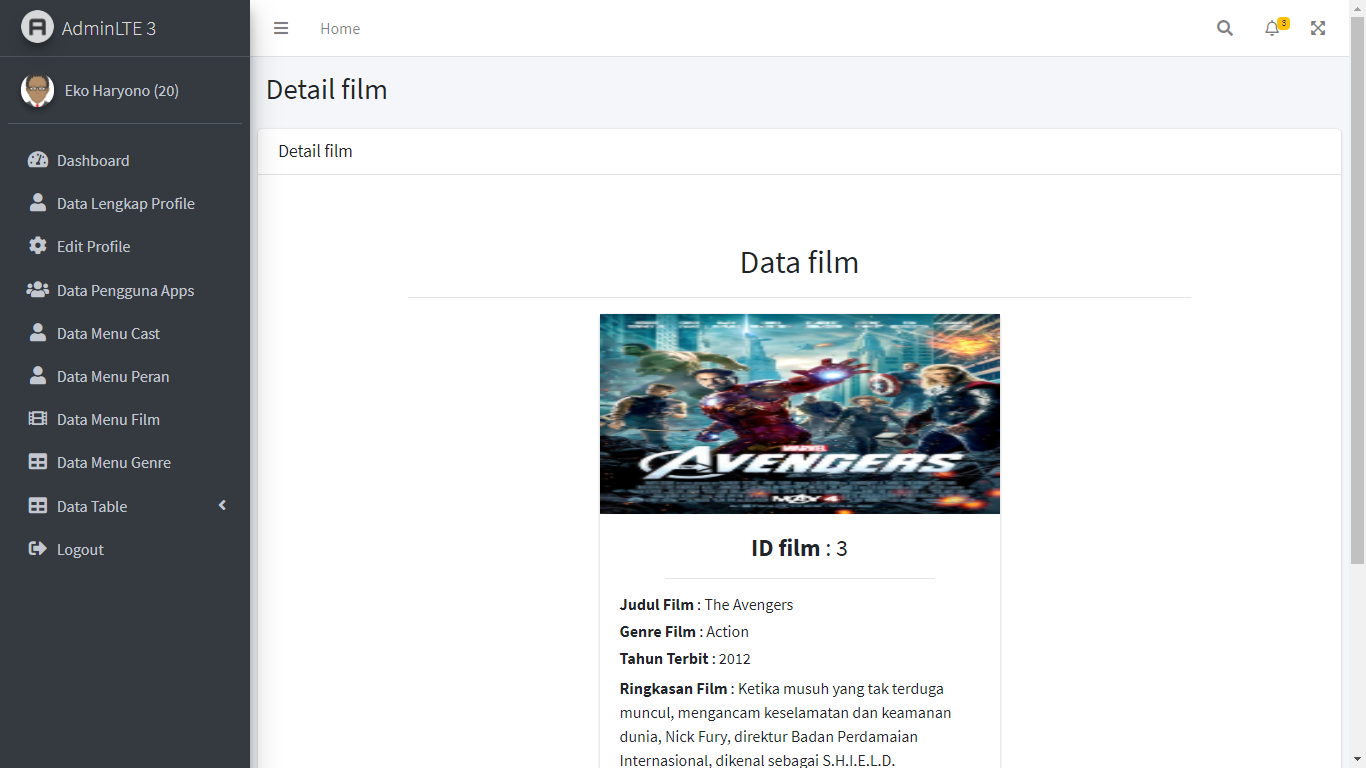 AdminLTE 3
Home
3
Eko Haryono (20)
Dashboard
Data Lengkap Profile
Edit Profile
Data Pengguna Apps
Data Menu Cast
Data Menu Peran
Data Menu Film
Data Menu Genre
Data Table
Logout
Detail film
Detail film
Data film
MARVEL
AVENGERS
MAY 4
ID film : 3
Judul Film : The Avengers
Genre Film : Action
Tahun Terbit : 2012
Ringkasan Film : Ketika musuh yang tak terduga
muncul, mengancam keselamatan dan keamanan
dunia, Nick Fury, direktur Badan Perdamaian
Internasional, dikenal sebagai S.H.I.E.L.D.